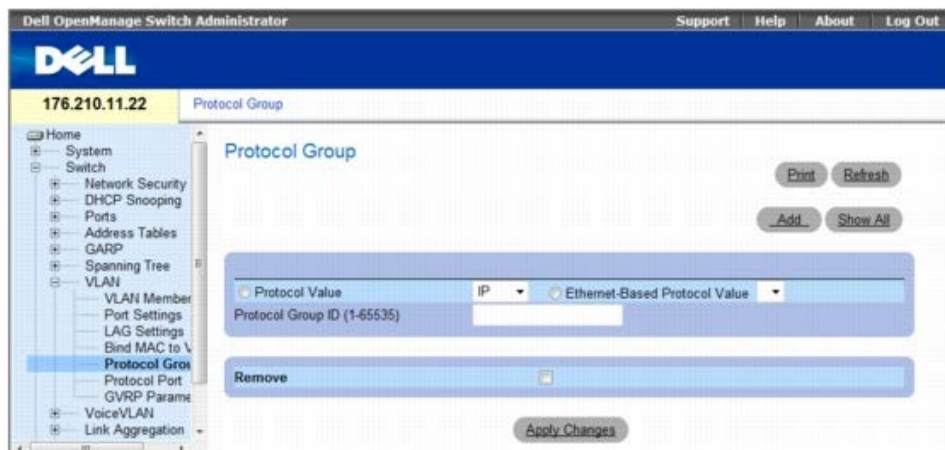 Dell OpenManage Switch Administrator Support Help About Log Out
DELL
176.210.11.22 Protocol Group
Home
System
Switch
Network Security
DHCP Snooping
Ports
Address Tables
GARP
Spanning Tree
VLAN
VLAN Member
Port Settings
LAG Settings
Bind MAC to V
Protocol Grou
Protocol Port
GVRP Parame
VoiceVLAN
Link Aggregation
Protocol Group
Print Refresh
Add Show All
Protocol Value IP Ethernet-Based Protocol Value
Protocol Group ID (1-65535)
Remove
Apply Changes